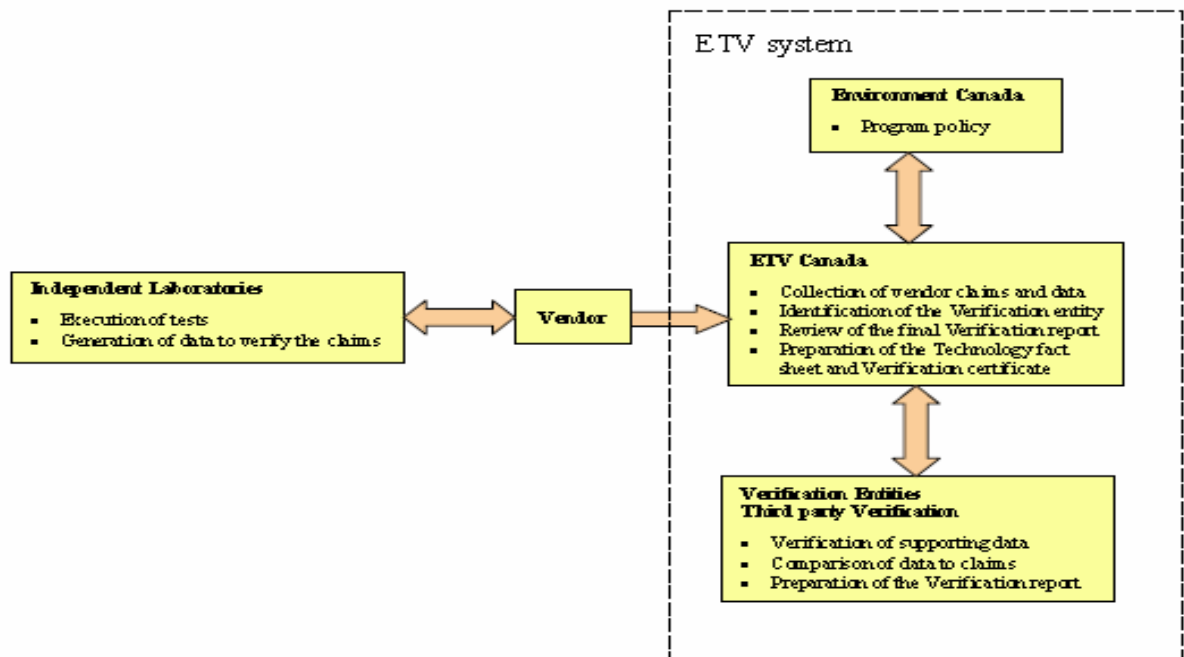 ETV system
Environment Canada
▪ Program policy
ETV Canada
▪ Collection of vendor claims and data
▪ Identification of the Verification entity
▪ Review of the final Verification report
▪ Preparation of the Technology fact
sheet and Verification certificate
Independent Laboratories
▪ Execution of tests
▪ Generation of data to verify the claims
Vendor
Verification Entities
Third party Verification
▪ Verification of supporting data
▪ Comparison of data to claims
▪ Preparation of the Verification report